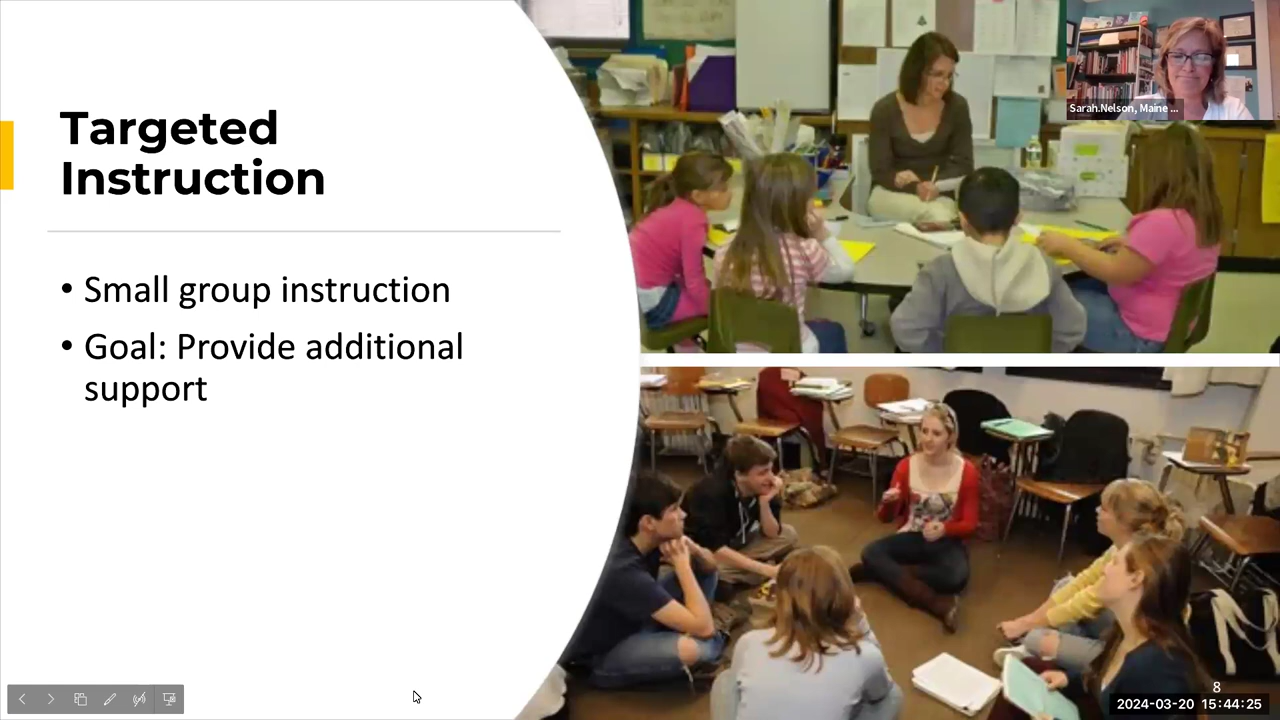 Targeted
Instruction
• Small group instruction
• Goal: Provide additional
support
Sarah.Nelson, Maine ...
8
2024-03-20 15:44:25